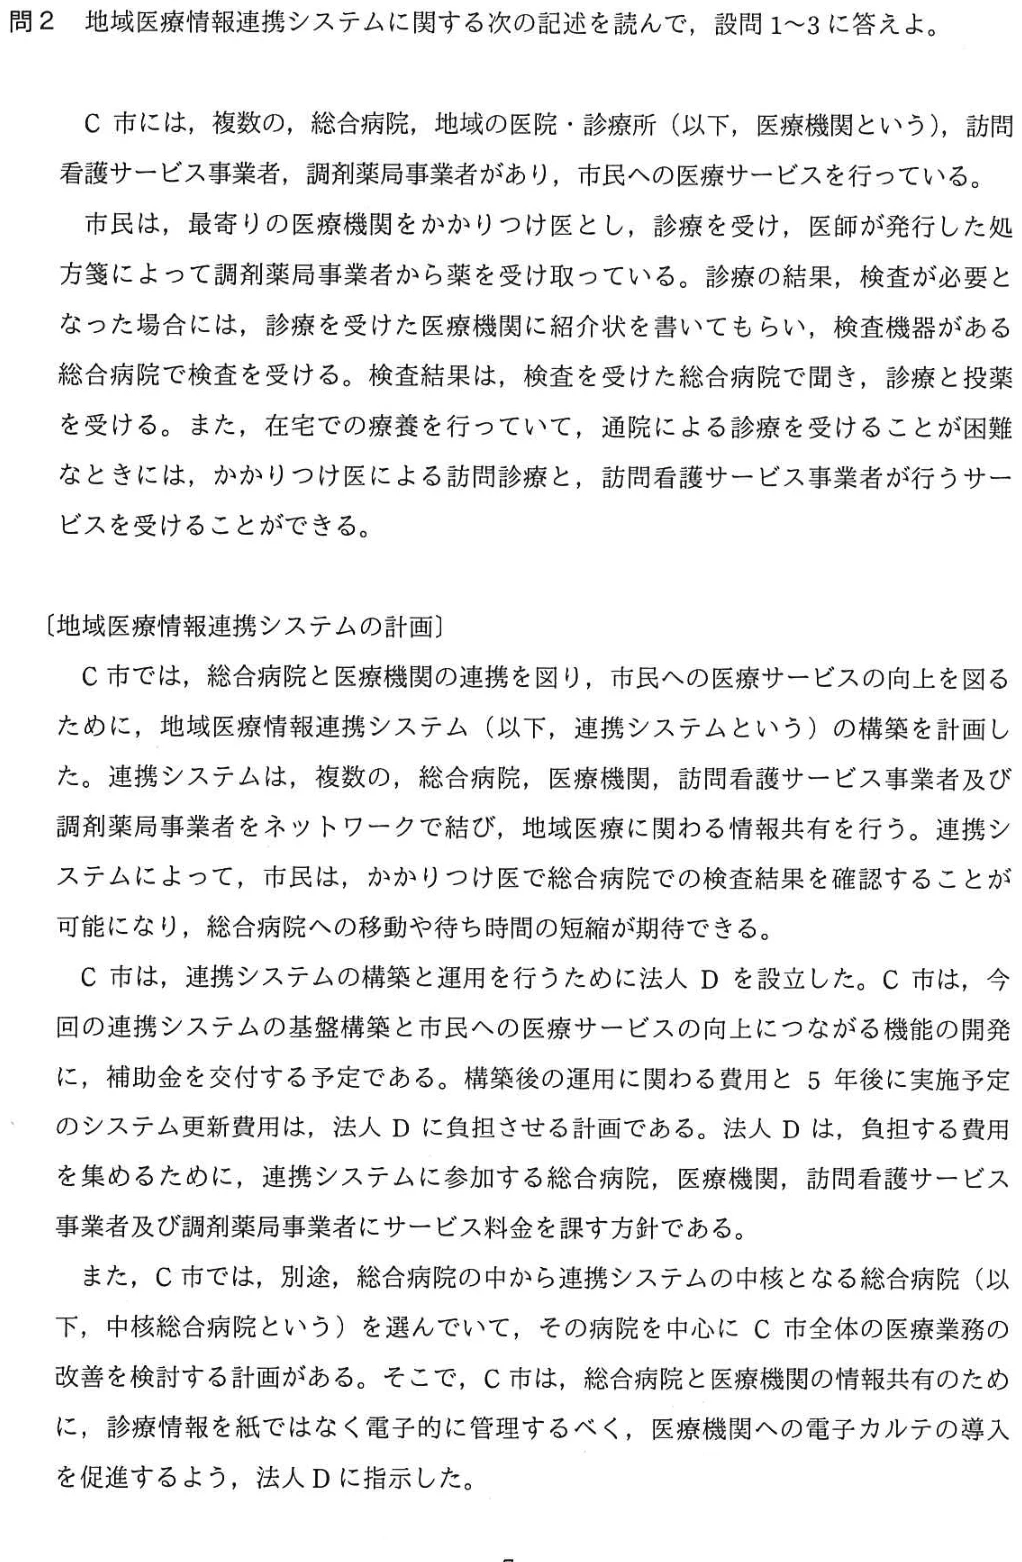 問２ 地域医療情報連携システムに関する次の記述を読んで，設問 1～3 に答えよ。
C 市には，複数の，総合病院，地域の医院・診療所（以下，医療機関という），訪問
看護サービス事業者，調剤薬局事業者があり，市民への医療サービスを行っている。
市民は，最寄りの医療機関をかかりつけ医とし，診療を受け，医師が発行した処
方箋によって調剤薬局事業者から薬を受け取っている。診療の結果，検査が必要と
なった場合には，診療を受けた医療機関に紹介状を書いてもらい，検査機器がある
総合病院で検査を受ける。検査結果は，検査を受けた総合病院で聞き，診療と投薬
を受ける。また，在宅での療養を行っていて，通院による診療を受けることが困難
なときには，かかりつけ医による訪問診療と，訪問看護サービス事業者が行うサー
ビスを受けることができる。
〔地域医療情報連携システムの計画〕
C 市では，総合病院と医療機関の連携を図り，市民への医療サービスの向上を図る
ために，地域医療情報連携システム（以下，連携システムという）の構築を計画し
た。連携システムは，複数の，総合病院，医療機関，訪問看護サービス事業者及び
調剤薬局事業者をネットワークで結び，地域医療に関わる情報共有を行う。連携シ
ステムによって，市民は，かかりつけ医で総合病院での検査結果を確認することが
可能になり，総合病院への移動や待ち時間の短縮が期待できる。
C 市は，連携システムの構築と運用を行うために法人 D を設立した。C 市は，今
回の連携システムの基盤構築と市民への医療サービスの向上につながる機能の開発
に，補助金を交付する予定である。構築後の運用に関わる費用と 5 年後に実施予定
のシステム更新費用は，法人 D に負担させる計画である。法人 D は，負担する費用
を集めるために，連携システムに参加する総合病院，医療機関，訪問看護サービス
事業者及び調剤薬局事業者にサービス料金を課す方針である。
また，C 市では，別途，総合病院の中から連携システムの中核となる総合病院（以
下，中核総合病院という）を選んでいて，その病院を中心に C 市全体の医療業務の
改善を検討する計画がある。そこで，C 市は，総合病院と医療機関の情報共有のため
に，診療情報を紙ではなく電子的に管理するべく，医療機関への電子カルテの導入
を促進するよう，法人 D に指示した。